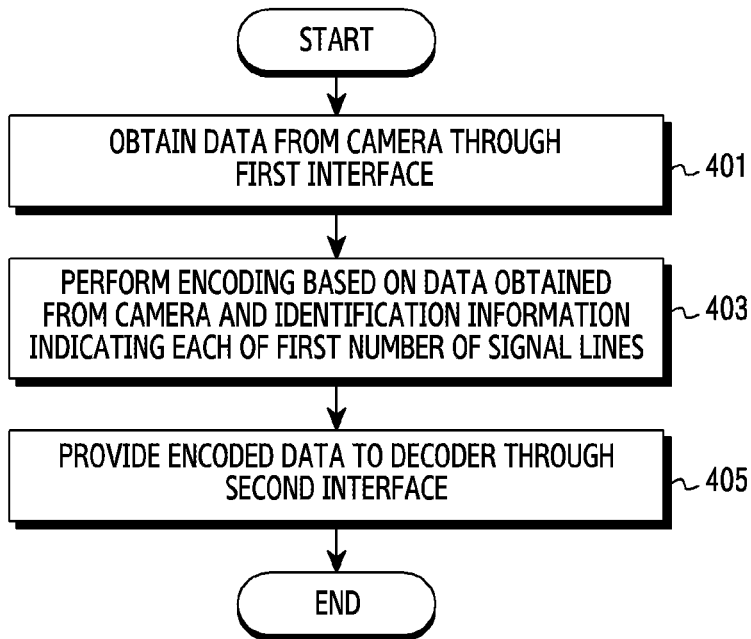 START
OBTAIN DATA FROM CAMERA THROUGH
FIRST INTERFACE
401
PERFORM ENCODING BASED ON DATA OBTAINED
FROM CAMERA AND IDENTIFICATION INFORMATION
INDICATING EACH OF FIRST NUMBER OF SIGNAL LINES
403
PROVIDE ENCODED DATA TO DECODER THROUGH
SECOND INTERFACE
405
END